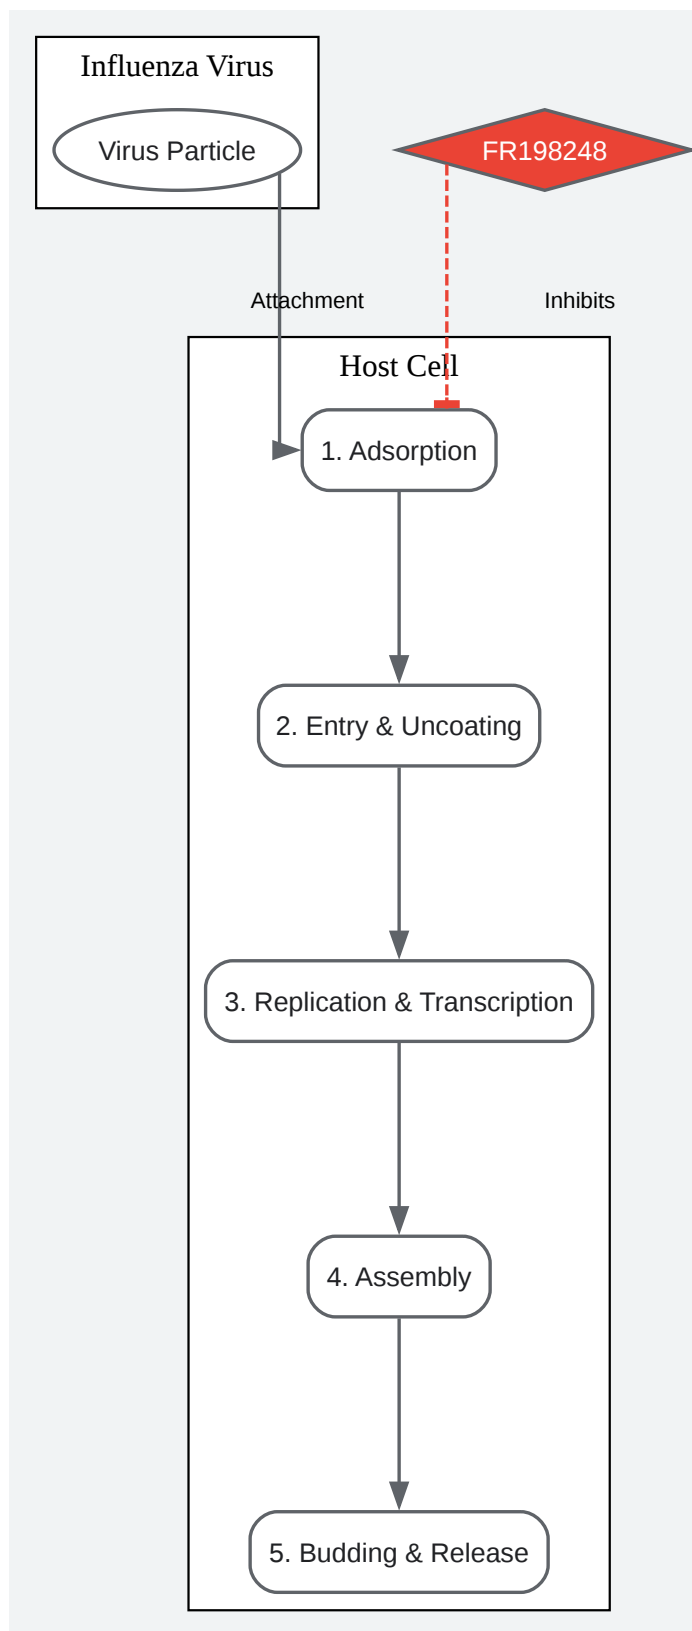 Influenza Virus
Virus Particle
FR198248
Attachment
Inhibits
Host Cell
1. Adsorption
2. Entry & Uncoating
3. Replication & Transcription
4. Assembly
5. Budding & Release